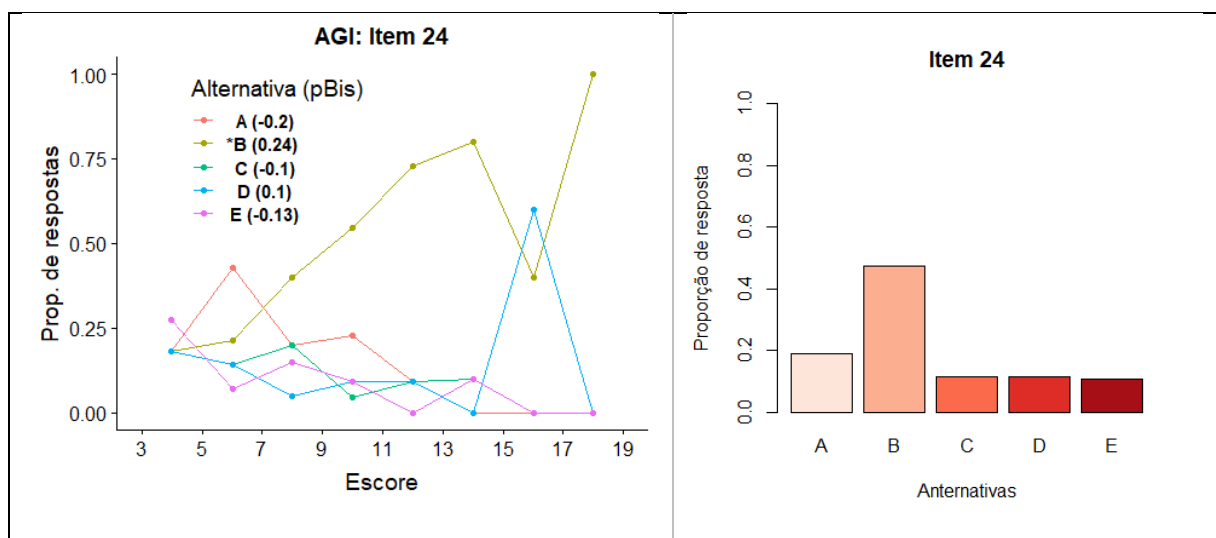 AGI: Item 24
Alternativa (pBis)
A (-0.2)
*B (0.24)
C (-0.1)
D (0.1)
E (-0.13)
Prop. de respostas
1.00
0.75
0.50
0.25
0.00
3 5 7 9 11 13 15 17 19
Escore
Item 24
Proporção de resposta
1.0
0.8
0.6
0.4
0.2
0.0
A B C D E
Anternativas